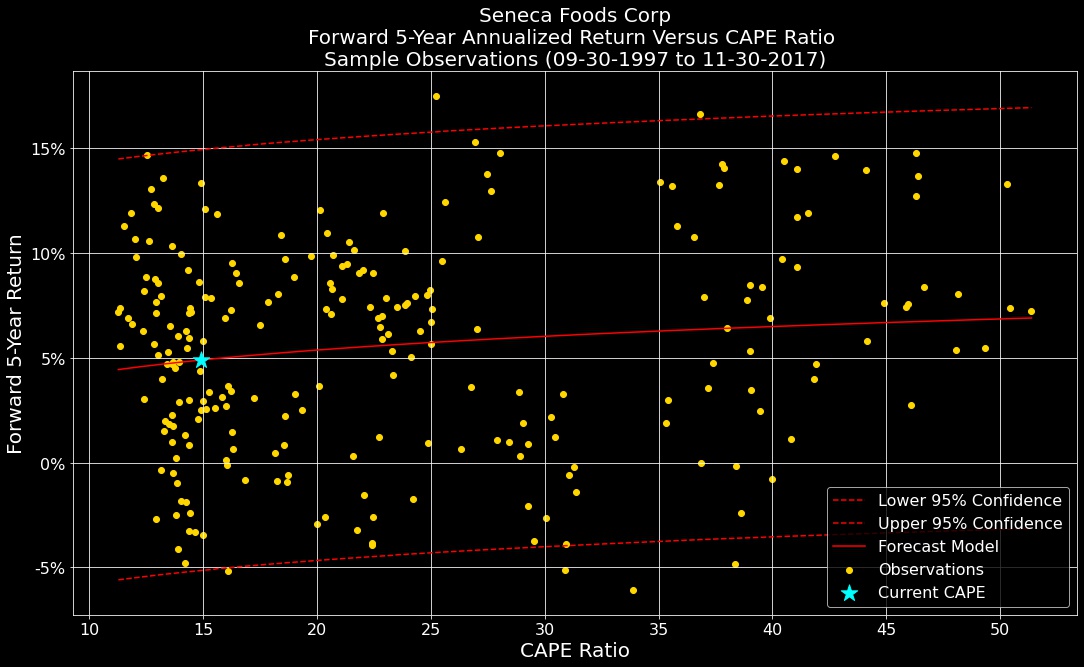 Seneca Foods Corp
Forward 5-Year Annualized Return Versus CAPE Ratio
Sample Observations (09-30-1997 to 11-30-2017)
Forward 5-Year Return
15%
10%
5%
0%
-5%
Lower 95% Confidence
Upper 95% Confidence
Forecast Model
Observations
Current CAPE
10 15 20 25 30 35 40 45 50
CAPE Ratio